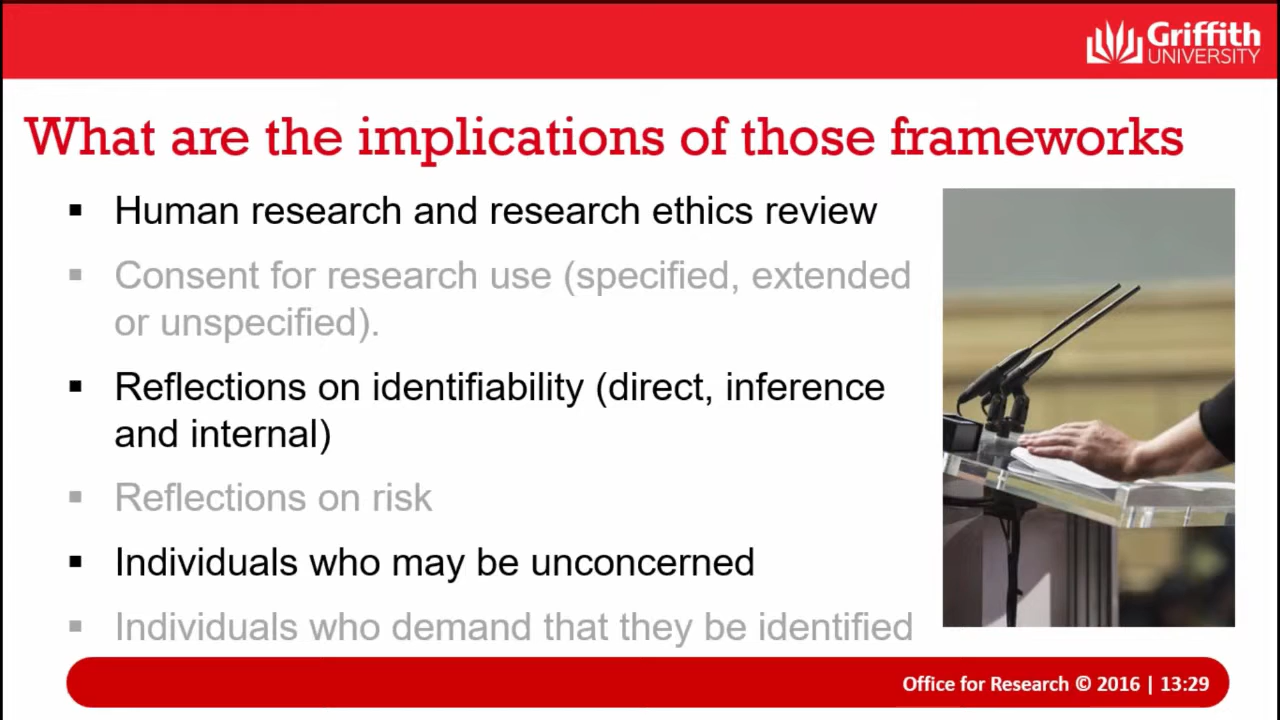 Griffith
UNIVERSITY
What are the implications of those frameworks
▪ Human research and research ethics review
▪ Consent for research use (specified, extended
or unspecified).
▪ Reflections on identifiability (direct, inference
and internal)
▪ Reflections on risk
▪ Individuals who may be unconcerned
▪ Individuals who demand that they be identified
Office for Research © 2016 | 13:29